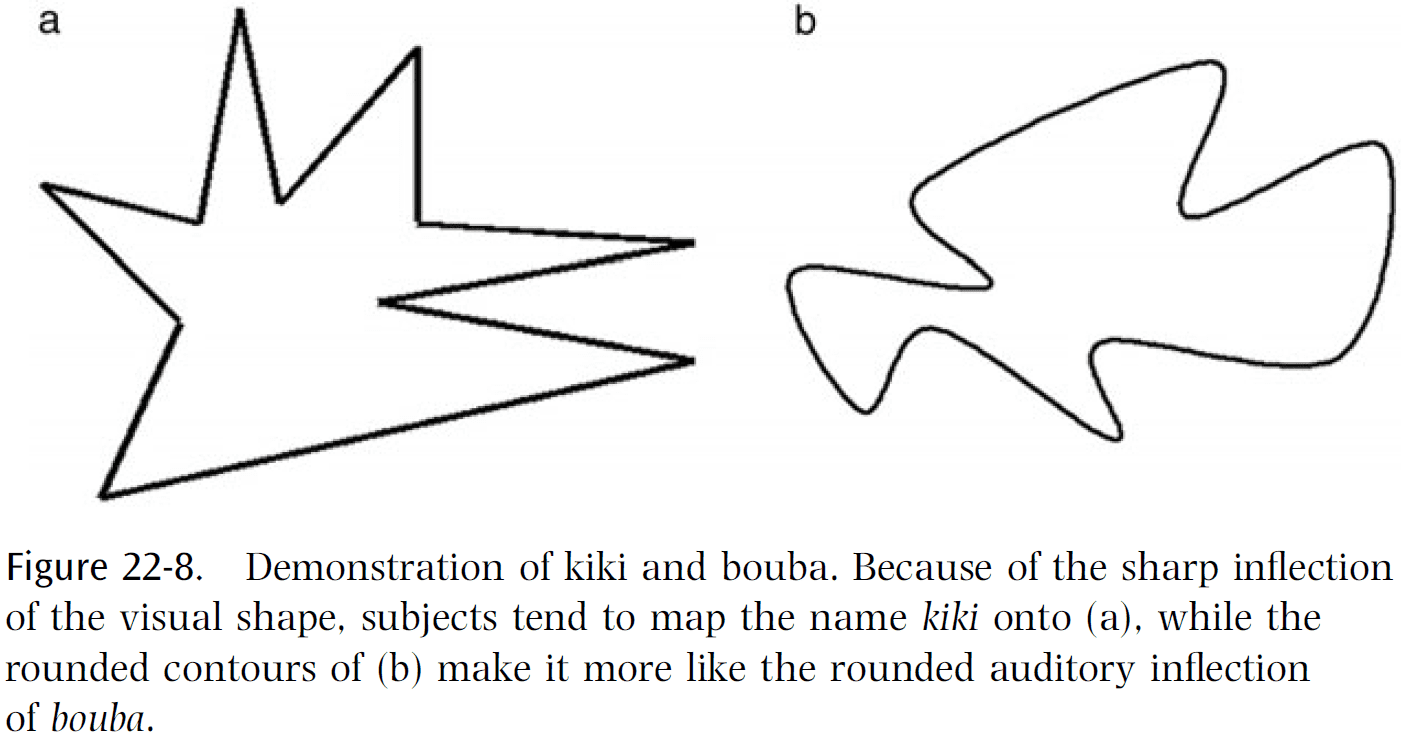 a
b
Figure 22-8. Demonstration of kiki and bouba. Because of the sharp inflection
of the visual shape, subjects tend to map the name kiki onto (a), while the
rounded contours of (b) make it more like the rounded auditory inflection
of bouba.